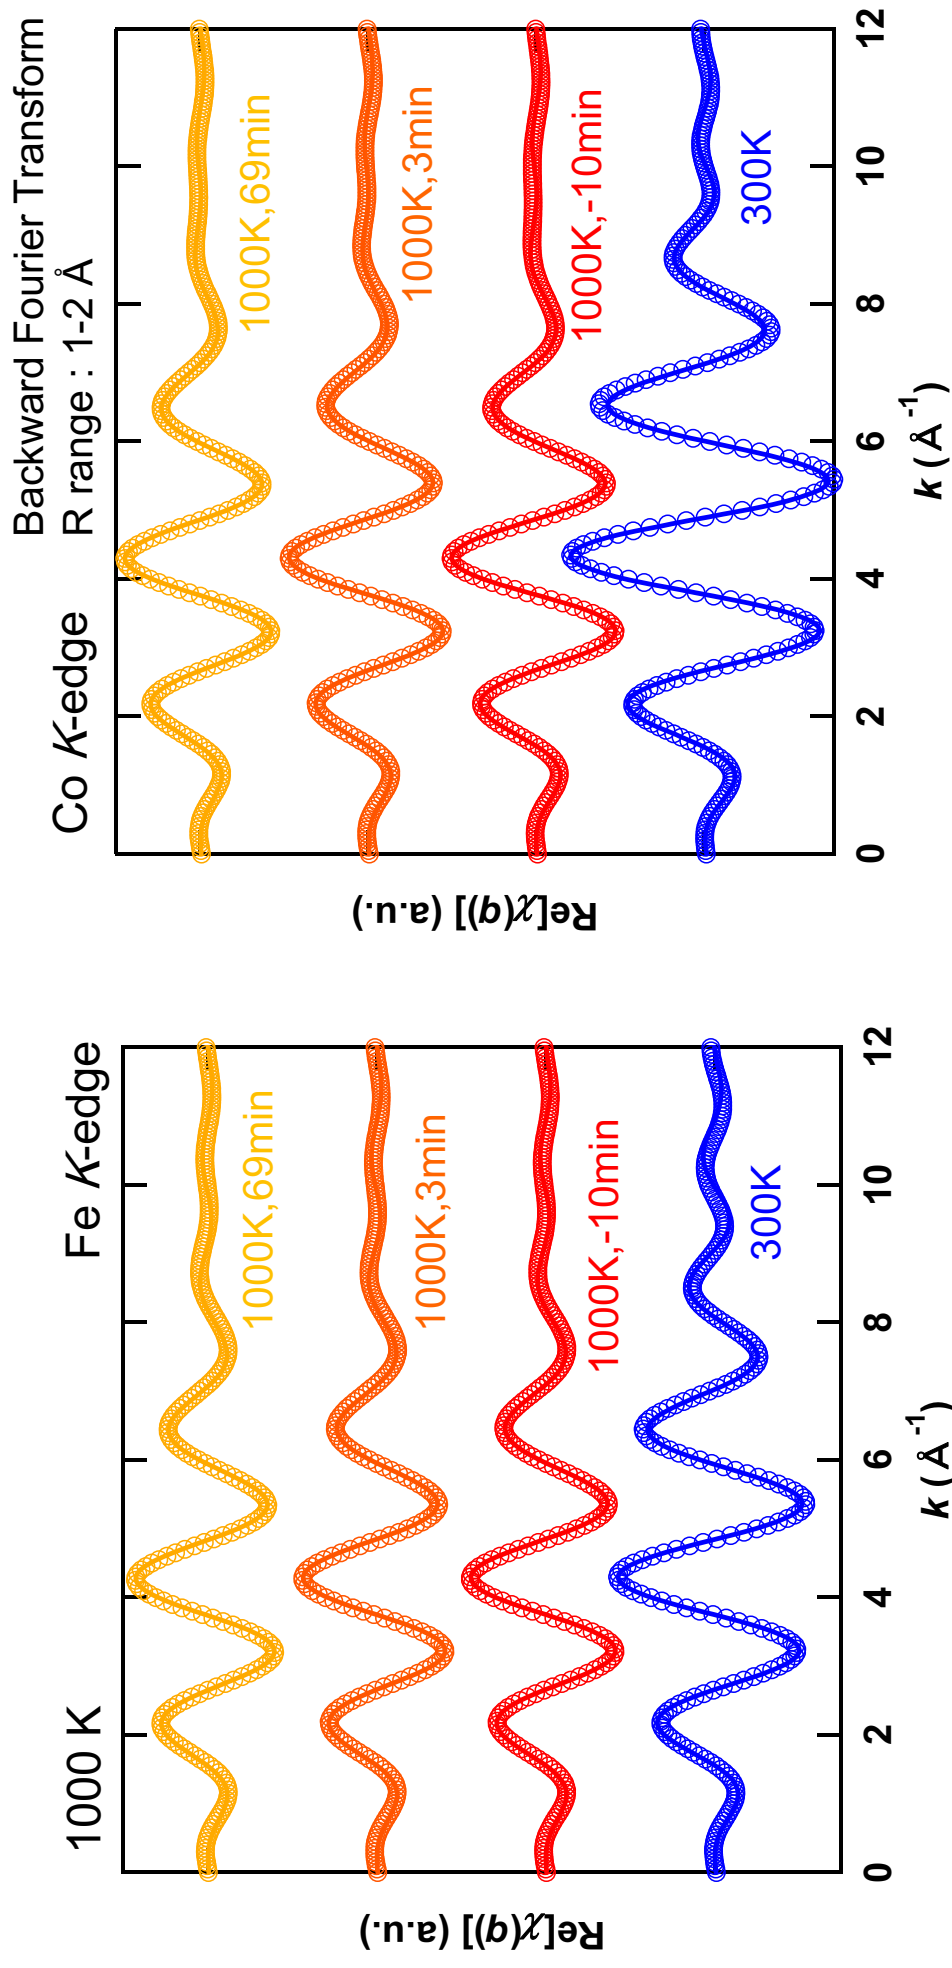 1000 K
Fe K-edge
1000K,69min
1000K,3min
1000K,-10min
300K
0
2
4
6
8
10
12
k ( Å⁻¹)
Re[χ(q)] (a.u.)
Backward Fourier Transform
Co K-edge
R range : 1-2 Å
1000K,69min
1000K,3min
1000K,-10min
300K
0
2
4
6
8
10
12
k ( Å⁻¹)
Re[χ(q)] (a.u.)